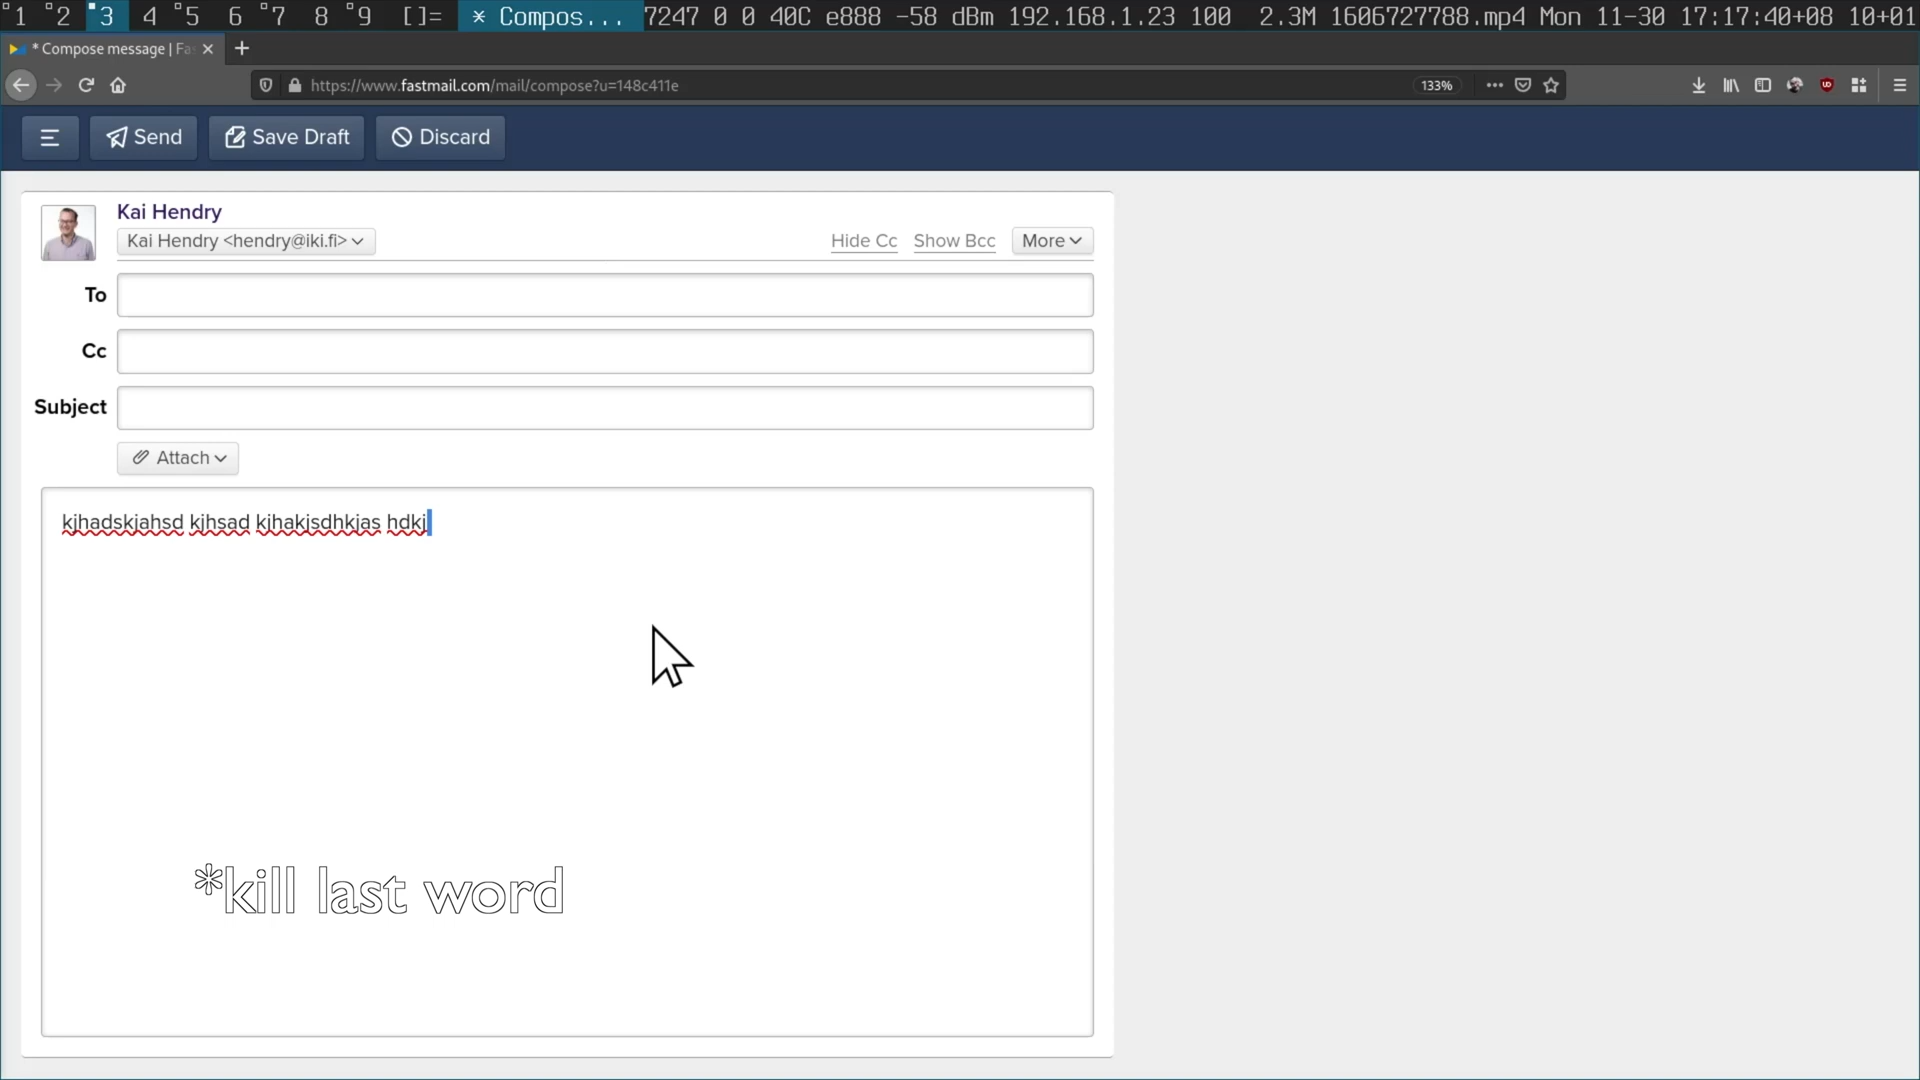 1 2 3 4 5 6 7 8 9 []= * Compos... 7247 0 0 40C e888 -58 dBm 192.168.1.23 100 2.3M 1606727788.mp4 Mon 11-30 17:17:40+08 10+01
* Compose message | Fa
https://www.fastmail.com/mail/compose?u=148c411e 133%
Send Save Draft Discard
Kai Hendry
Kai Hendry <hendry@iki.fi> Hide Cc Show Bcc More
To
Cc
Subject
Attach
kjhadskjahsd kjhsad kjhakjsdhkjas hdkj
*kill last word